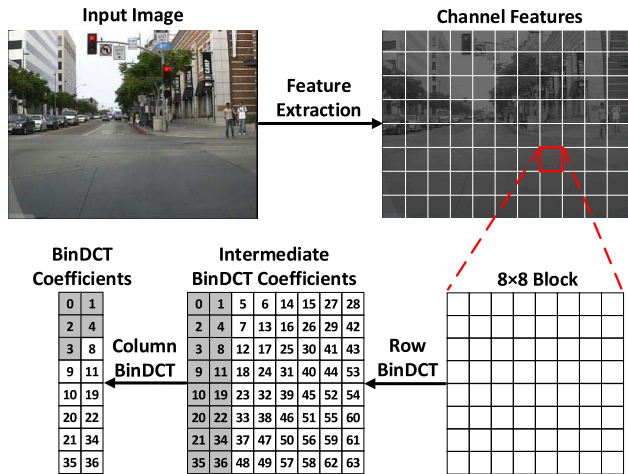 Input Image
Channel Features
Feature
Extraction
CAMP
BinDCT
Coefficients
Intermediate
BinDCT Coefficients
8×8 Block
0 1
2 4
3 8
9 11
10 19
20 22
21 34
35 36
Column
BinDCT
0 1 5 6 14 15 27 28
2 4 7 13 16 26 29 42
3 8 12 17 25 30 41 43
9 11 18 24 31 40 44 53
10 19 23 32 39 45 52 54
20 22 33 38 46 51 55 60
21 34 37 47 50 56 59 61
35 36 48 49 57 58 62 63
Row
BinDCT